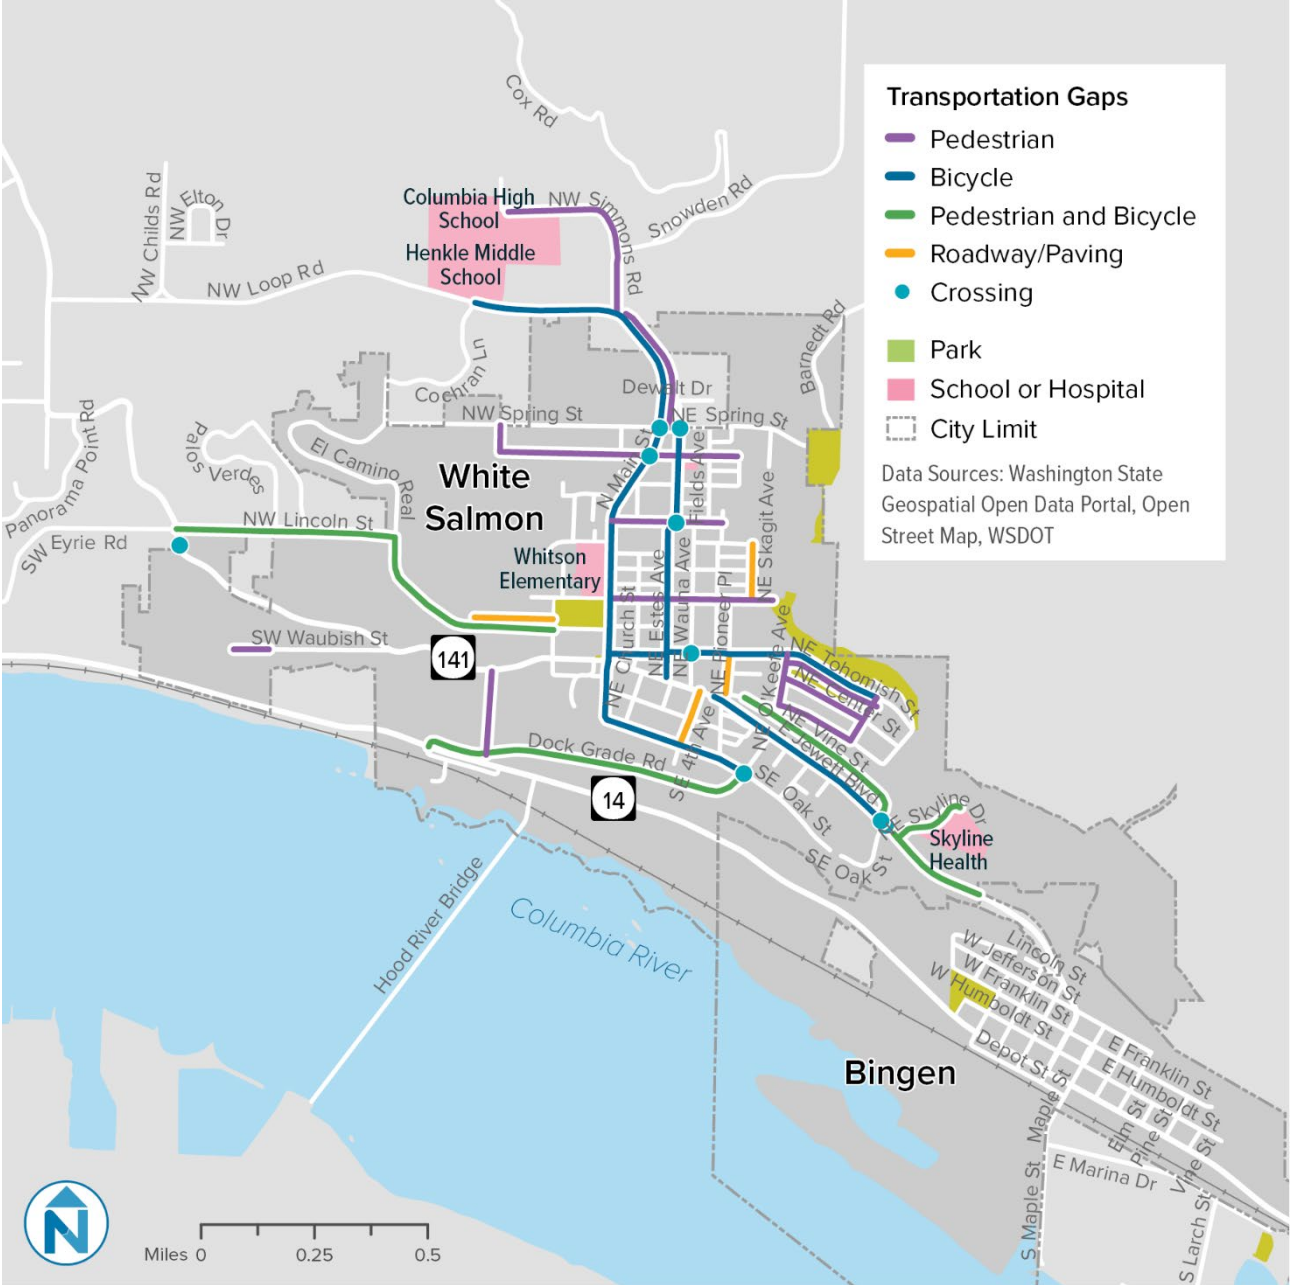 Transportation Gaps
Pedestrian
Bicycle
Pedestrian and Bicycle
Roadway/Paving
Crossing
Park
School or Hospital
City Limit
Data Sources: Washington State
Geospatial Open Data Portal, Open
Street Map, WSDOT
Cox Rd
Snowden Rd
NW Simmons Rd
Columbia High
School
Henkle Middle
School
NW Childs Rd
NW Elton Dr
NW Loop Rd
Barnedt Rd
Cochran Ln
Dewalt Dr
NW Spring St
NE Spring St
Panorama Point Rd
Palos Verdes
El Camino Real
White
Salmon
N Main St
Fields Ave
NE Skagit Ave
NW Lincoln St
SW Eyrie Rd
Whitson
Elementary
NE Church St
NE Estes Ave
NE Wauna Ave
NE Pioneer Pl
NE O'Keefe Ave
SW Waubish St
141
NE Tohomish St
NE Center St
NE Vine St
E Jewett Blvd
Dock Grade Rd
SE 4th Ave
14
SE Oak St
SE Oak St
NE Skyline Dr
Skyline
Health
Hood River Bridge
Columbia River
Lincoln St
W Jefferson St
W Franklin St
W Humboldt St
Depot St
E Franklin St
E Humboldt St
Bingen
Maple St
Elm St
Pine St
Vine St
E Marina Dr
S Maple St
S Larch St
N
Miles 0 0.25 0.5